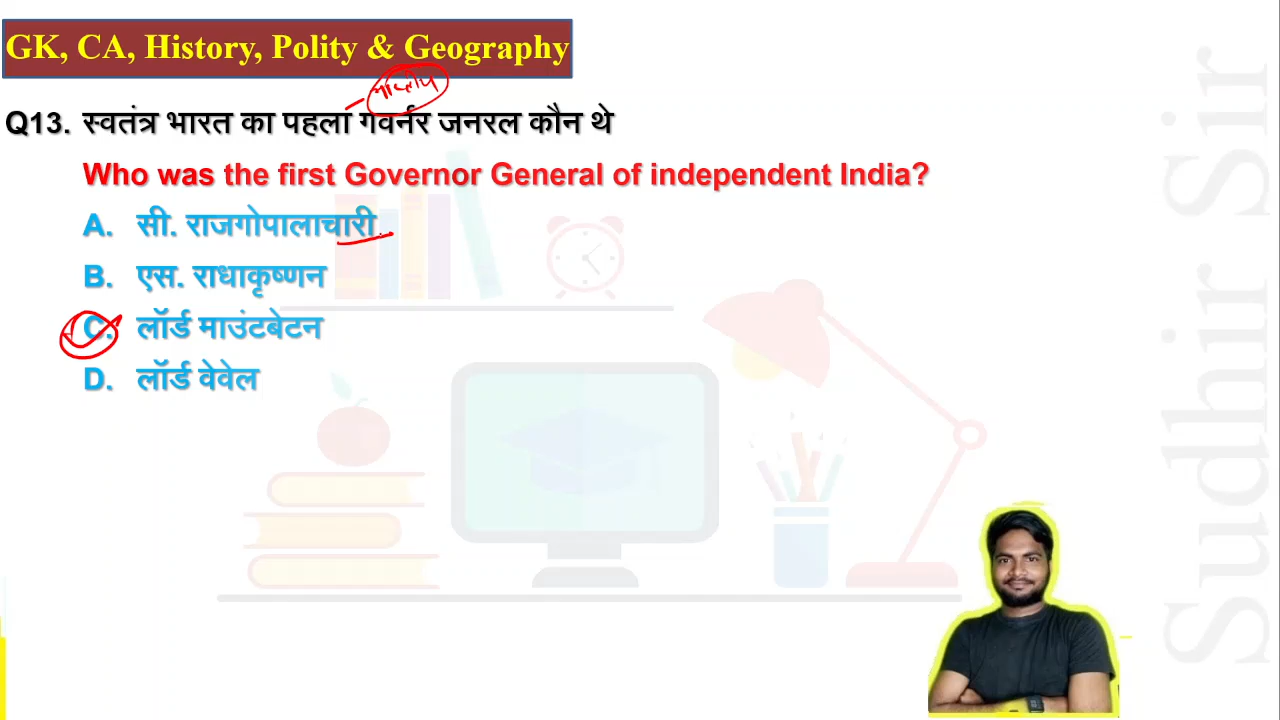 GK, CA, History, Polity & Geography
भारतीय
Q13. स्वतंत्र भारत का पहला गवर्नर जनरल कौन थे
Who was the first Governor General of independent India?
A. सी. राजगोपालाचारी
B. एस. राधाकृष्णन
C. लॉर्ड माउंटबेटन
D. लॉर्ड वेवेल
Sudhir Sir